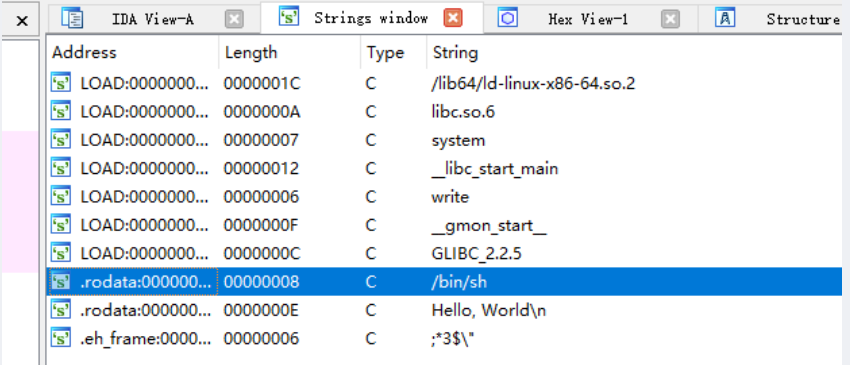 IDA View-A Strings window Hex View-1 Structure
Address Length Type String
LOAD:0000000... 0000001C C /lib64/ld-linux-x86-64.so.2
LOAD:0000000... 0000000A C libc.so.6
LOAD:0000000... 00000007 C system
LOAD:0000000... 00000012 C __libc_start_main
LOAD:0000000... 00000006 C write
LOAD:0000000... 0000000F C __gmon_start__
LOAD:0000000... 0000000C C GLIBC_2.2.5
.rodata:000000... 00000008 C /bin/sh
.rodata:000000... 0000000E C Hello, World\n
.eh_frame:0000... 00000006 C ;*3$\"